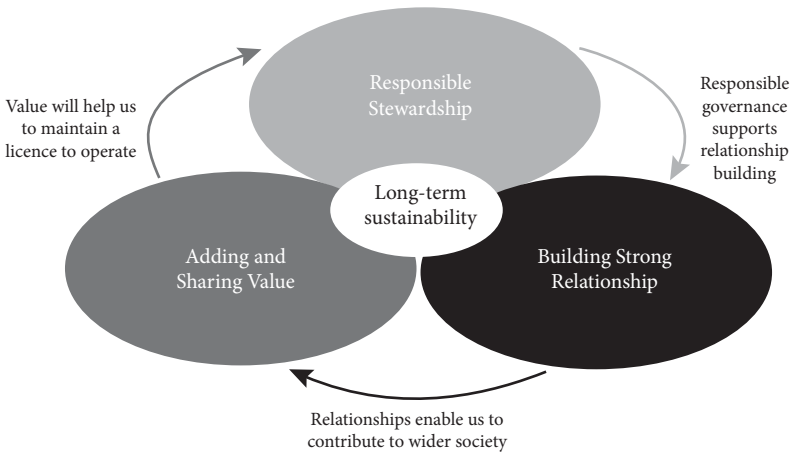 Responsible
Stewardship
Value will help us
to maintain a
licence to operate
Responsible
governance
supports
relationship
building
Long-term
sustainability
Adding and
Sharing Value
Building Strong
Relationship
Relationships enable us to
contribute to wider society